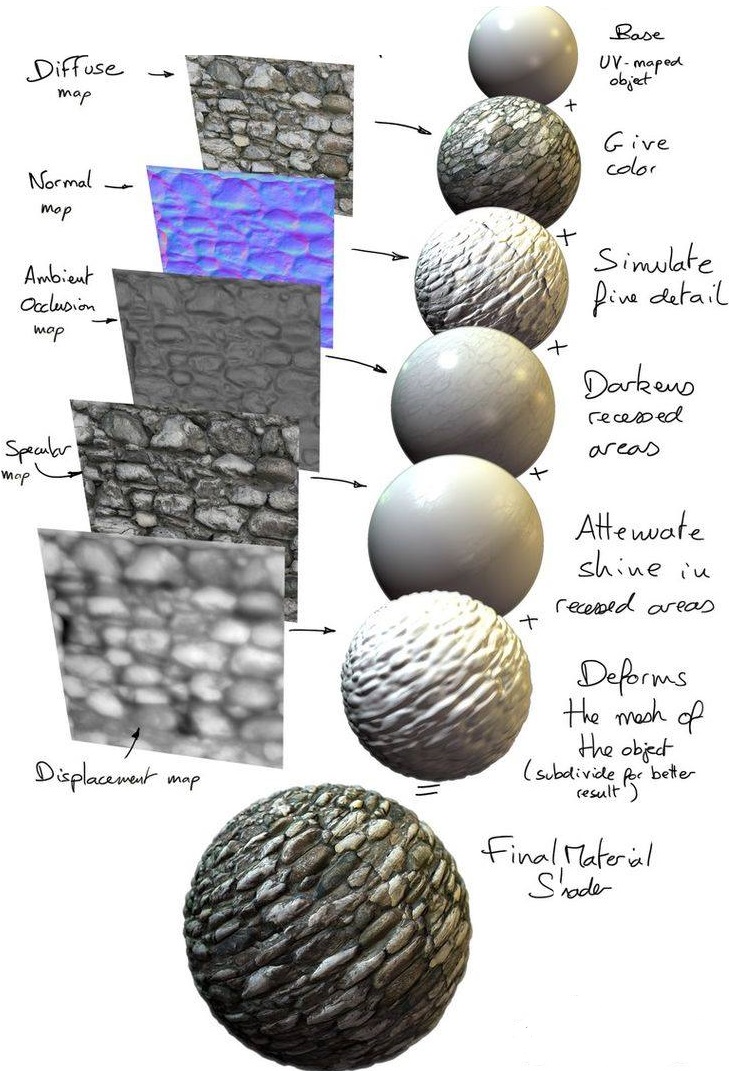 Base
UV-maped
object
Diffuse
map
+
Give
color
Normal
map
+
Simulate
fine detail
Ambient
Occlusion
map
+
Darkens
recessed
areas
Specular
map
+
Attenuate
shine in
recessed areas
+
Deforms
the mesh of
the object
(subdivide for better
result)
Displacement map
=
Final Material
Shader